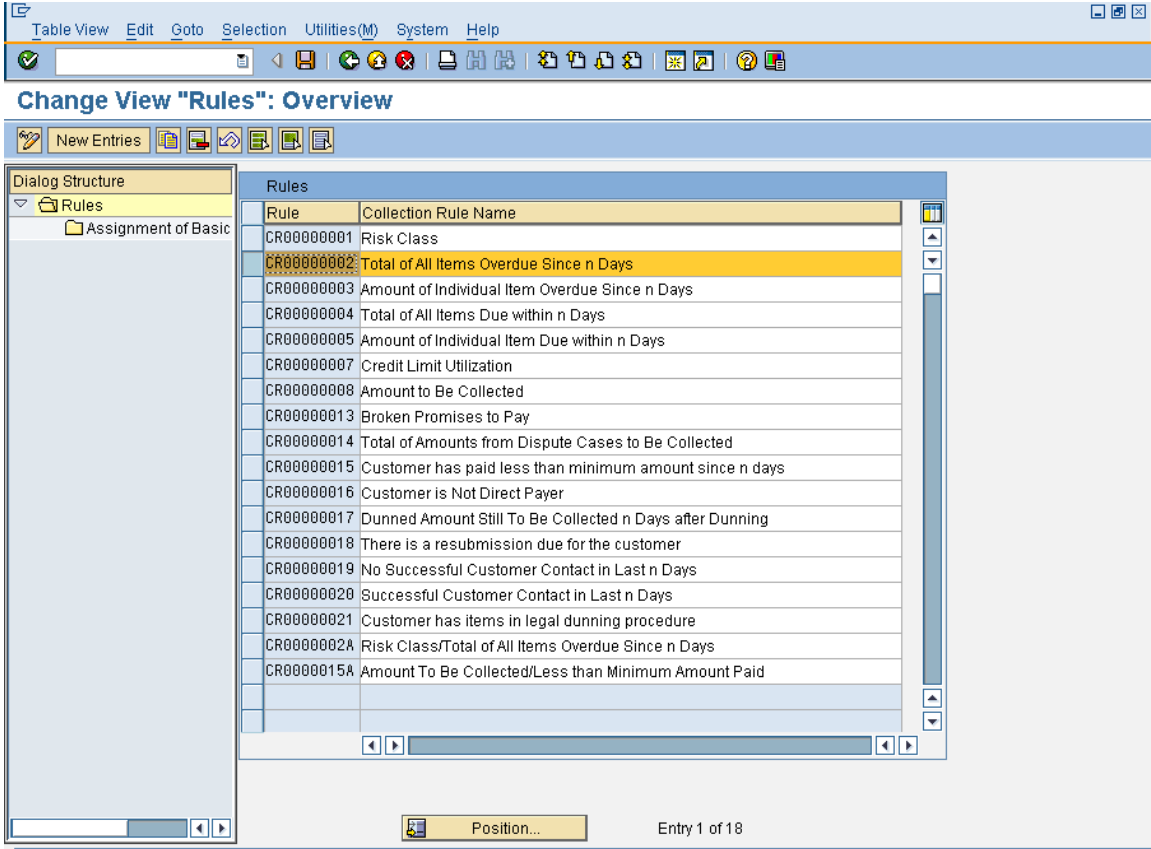 Table View Edit Goto Selection Utilities(M) System Help
Change View "Rules": Overview
New Entries
Dialog Structure
Rules
Assignment of Basic
Rules
Rule Collection Rule Name
CR00000001 Risk Class
CR00000002 Total of All Items Overdue Since n Days
CR00000003 Amount of Individual Item Overdue Since n Days
CR00000004 Total of All Items Due within n Days
CR00000005 Amount of Individual Item Due within n Days
CR00000007 Credit Limit Utilization
CR00000008 Amount to Be Collected
CR00000013 Broken Promises to Pay
CR00000014 Total of Amounts from Dispute Cases to Be Collected
CR00000015 Customer has paid less than minimum amount since n days
CR00000016 Customer is Not Direct Payer
CR00000017 Dunned Amount Still To Be Collected n Days after Dunning
CR00000018 There is a resubmission due for the customer
CR00000019 No Successful Customer Contact in Last n Days
CR00000020 Successful Customer Contact in Last n Days
CR00000021 Customer has items in legal dunning procedure
CR0000002A Risk Class/Total of All Items Overdue Since n Days
CR0000015A Amount To Be Collected/Less than Minimum Amount Paid
Position... Entry 1 of 18